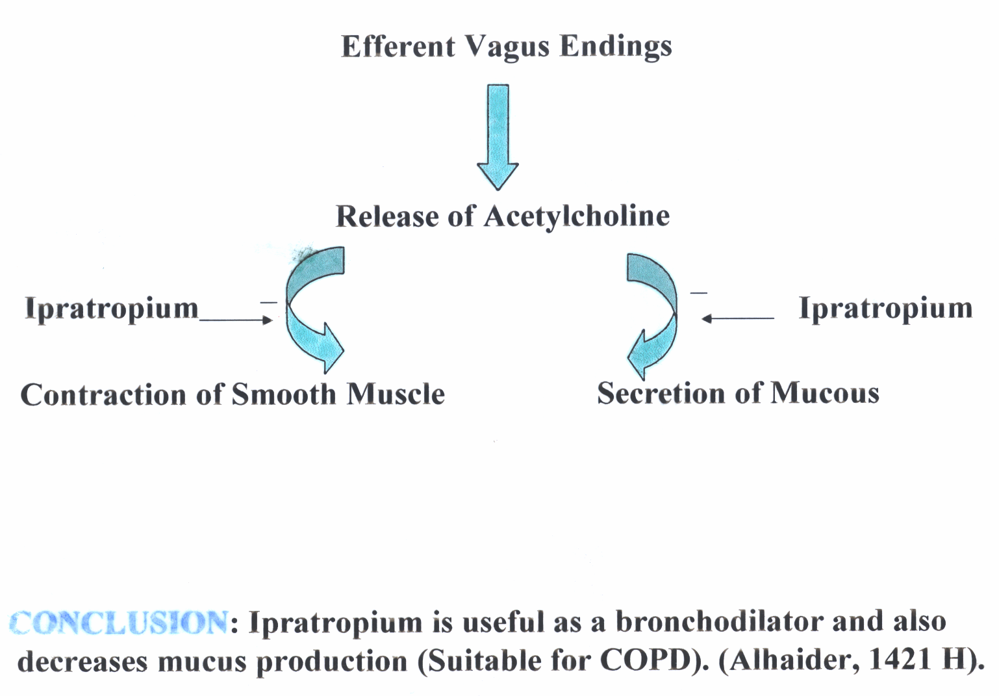 Efferent Vagus Endings
Release of Acetylcholine
Ipratropium
–
–
Ipratropium
Contraction of Smooth Muscle
Secretion of Mucous
CONCLUSION: Ipratropium is useful as a bronchodilator and also
decreases mucus production (Suitable for COPD). (Alhaider, 1421 H).